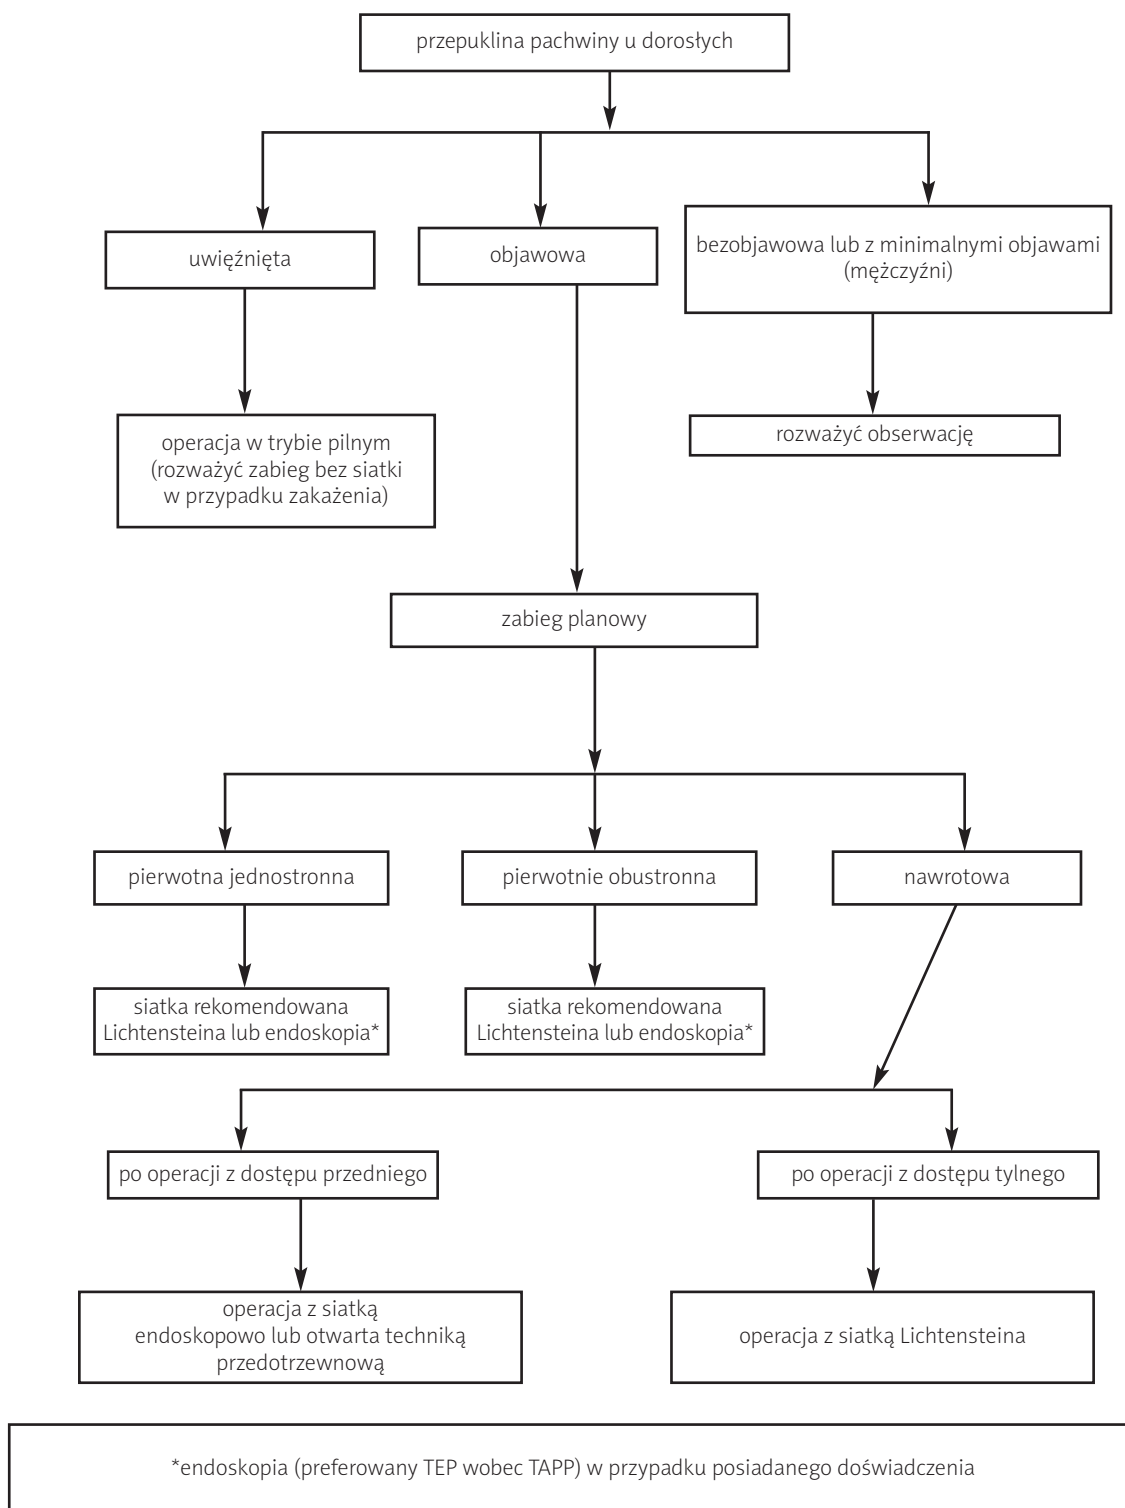 przepuklina pachwiny u dorosłych
uwięźnięta
objawowa
bezobjawowa lub z minimalnymi objawami
(mężczyźni)
operacja w trybie pilnym
(rozważyć zabieg bez siatki
w przypadku zakażenia)
rozważyć obserwację
zabieg planowy
pierwotna jednostronna
pierwotnie obustronna
nawrotowa
siatka rekomendowana
Lichtensteina lub endoskopia*
siatka rekomendowana
Lichtensteina lub endoskopia*
po operacji z dostępu przedniego
po operacji z dostępu tylnego
operacja z siatką
endoskopowo lub otwarta techniką
przedotrzewnową
operacja z siatką Lichtensteina
*endoskopia (preferowany TEP wobec TAPP) w przypadku posiadanego doświadczenia